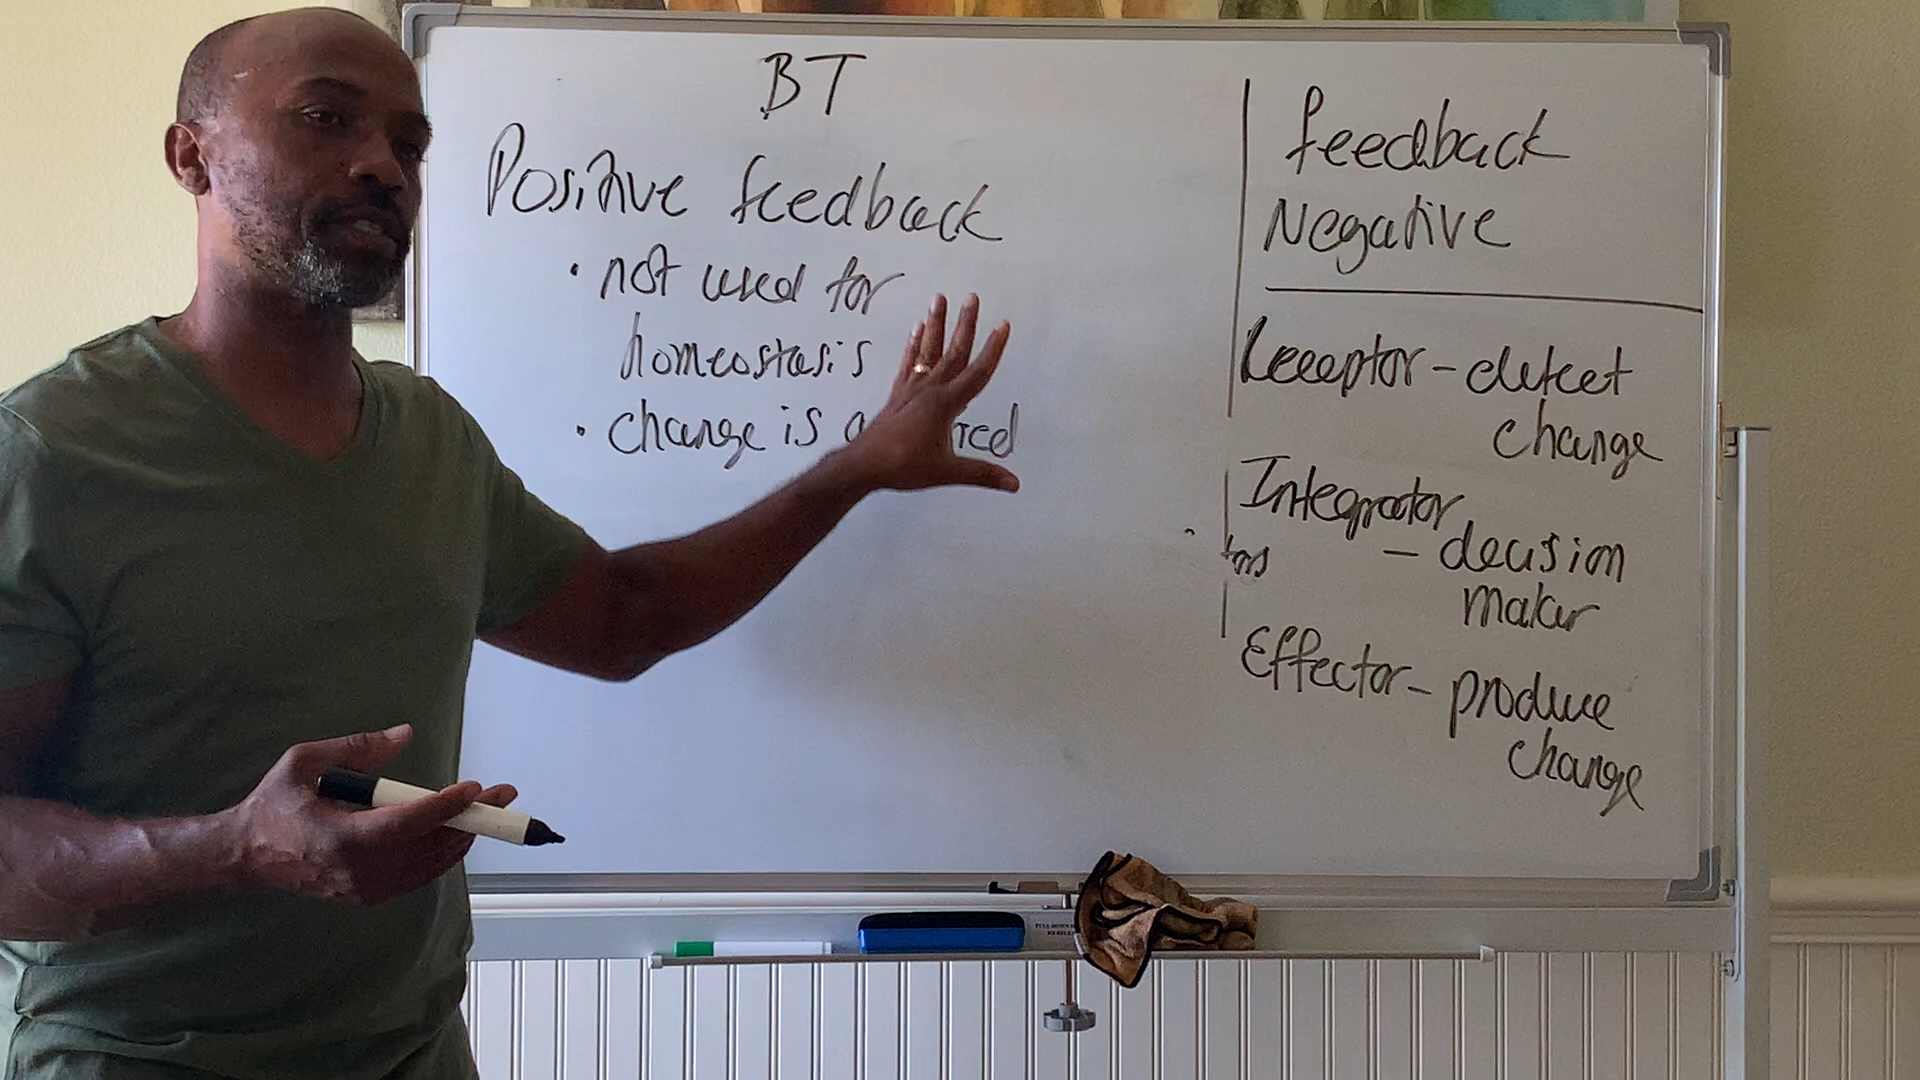 BT
Positive feedback
• not used for
homeostasis
• change is
feedback
Negative
Receptor - detect
change
Integrator
- decision
maker
Effector - produce
change